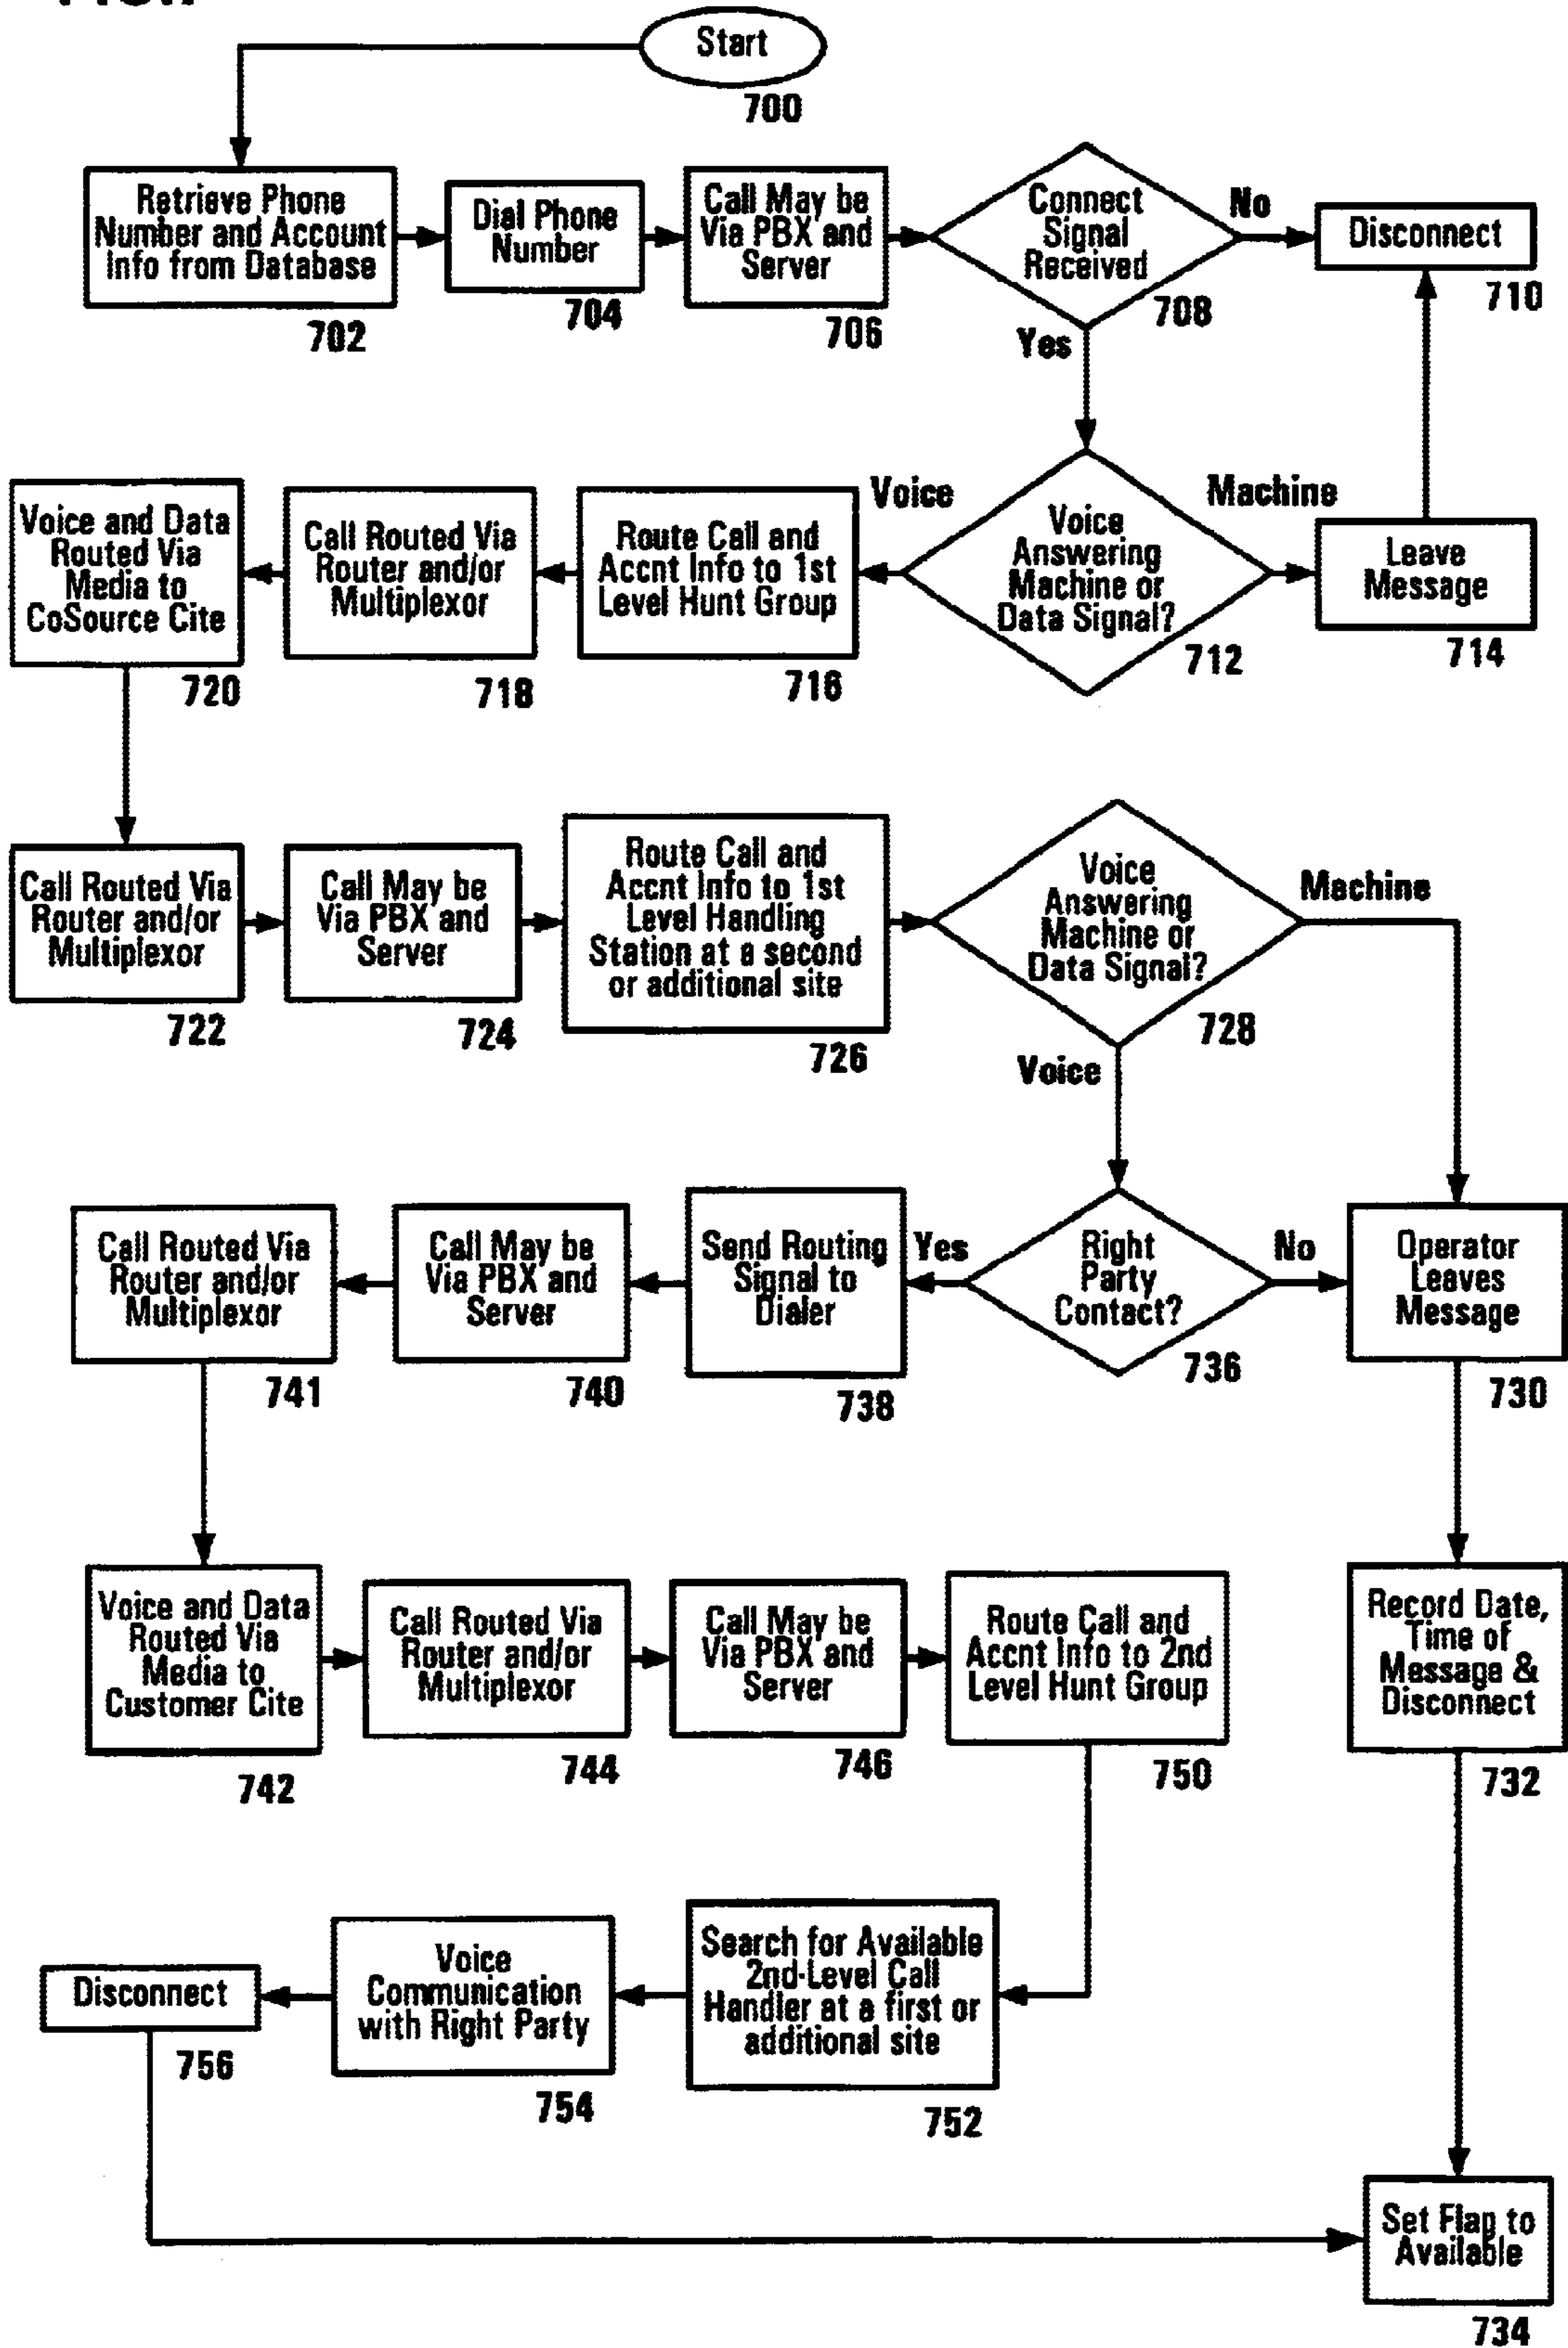 Start
700
Retrieve Phone
Number and Account
Info from Database
702
Dial Phone
Number
704
Call May be
Via PBX and
Server
706
Connect
Signal
Received
708
No
Yes
Disconnect
710
Voice
Answering
Machine or
Data Signal?
712
Voice
Machine
Leave
Message
714
Route Call and
Accnt Info to 1st
Level Hunt Group
716
Call Routed Via
Router and/or
Multiplexor
718
Voice and Data
Routed Via
Media to
CoSource Cite
720
Call Routed Via
Router and/or
Multiplexor
722
Call May be
Via PBX and
Server
724
Route Call and
Accnt Info to 1st
Level Handling
Station at a second
or additional site
726
Voice
Answering
Machine or
Data Signal?
728
Machine
Voice
Right
Party
Contact?
736
Yes
No
Operator
Leaves
Message
730
Send Routing
Signal to
Dialer
738
Call May be
Via PBX and
Server
740
Call Routed Via
Router and/or
Multiplexor
741
Voice and Data
Routed Via
Media to
Customer Cite
742
Call Routed Via
Router and/or
Multiplexor
744
Call May be
Via PBX and
Server
746
Route Call and
Accnt Info to 2nd
Level Hunt Group
750
Record Date,
Time of
Message &
Disconnect
732
Search for Available
2nd-Level Call
Handler at a first or
additional site
752
Voice
Communication
with Right Party
754
Disconnect
756
Set Flag to
Available
734